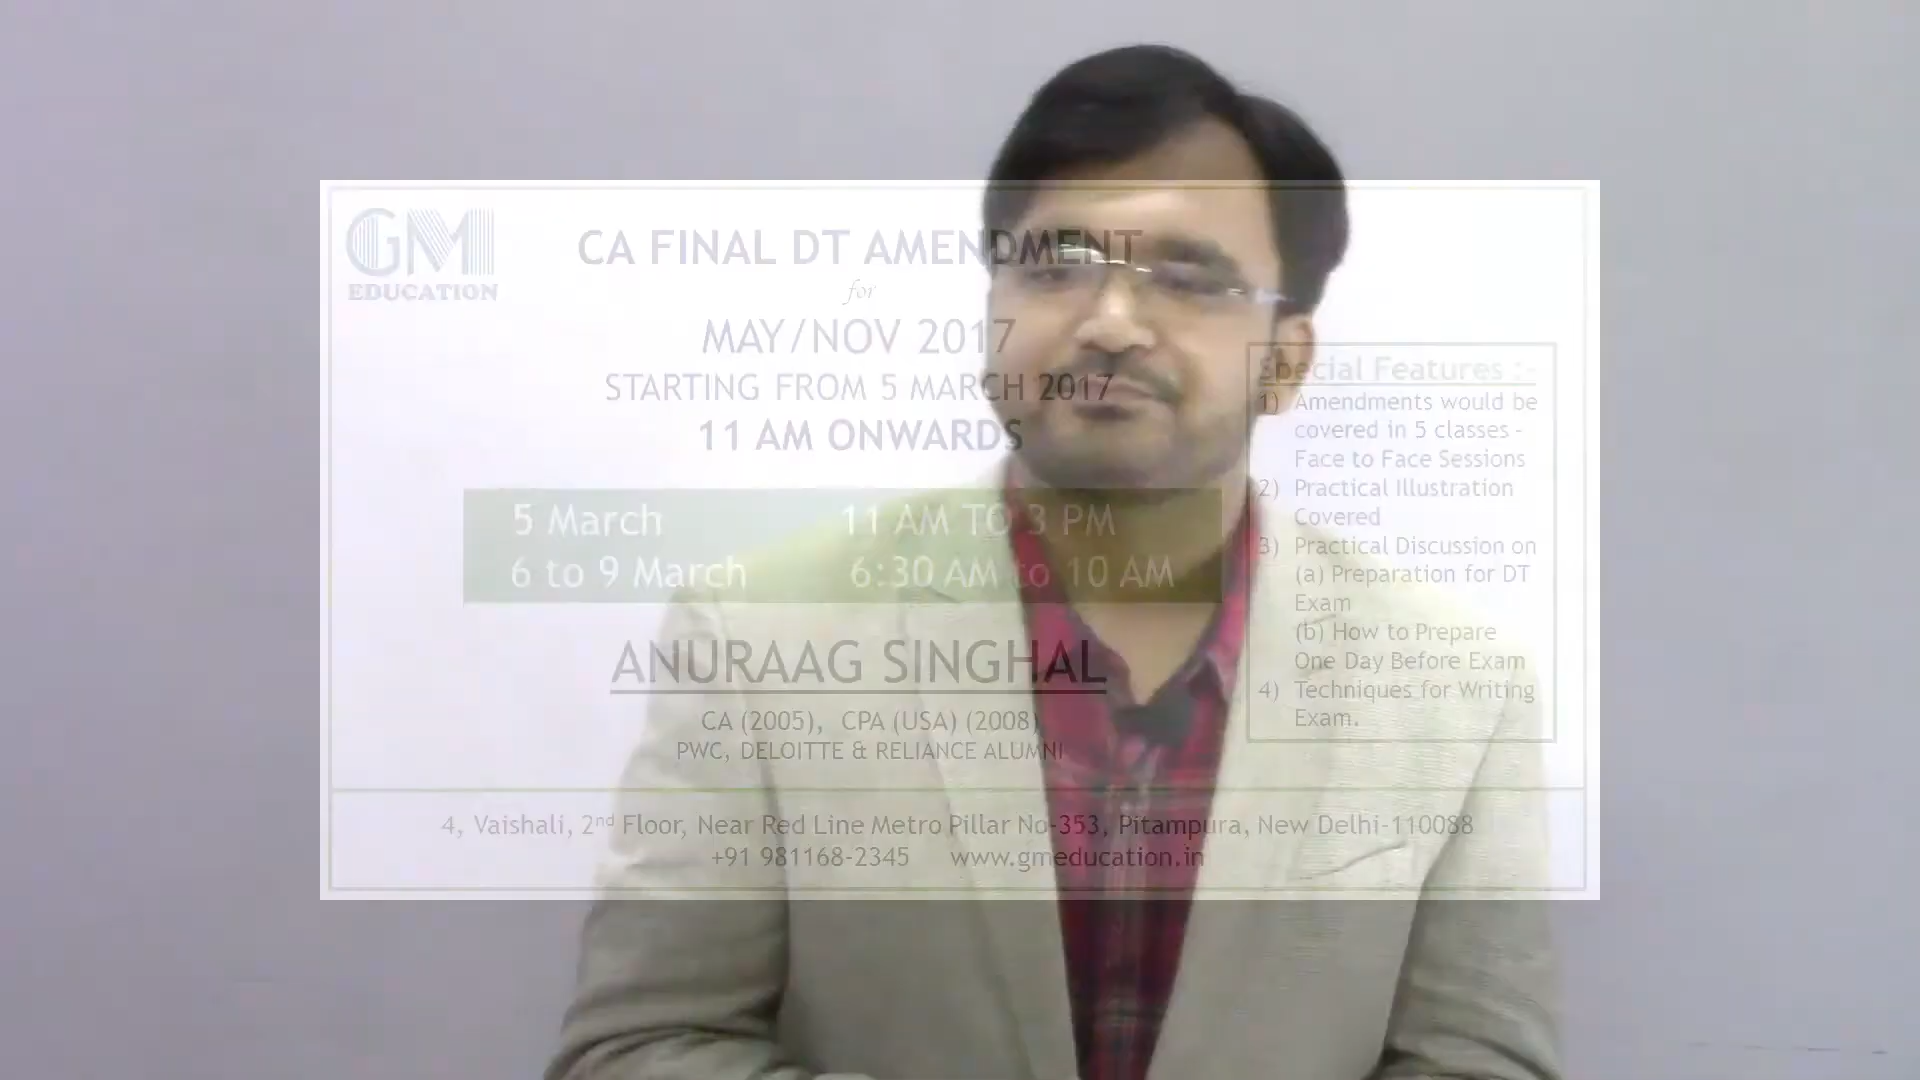 GM
EDUCATION
CA FINAL DT AMENDMENT
for
MAY/NOV 2017
STARTING FROM 5 MARCH 2017
11 AM ONWARDS
5 March 11 AM TO 3 PM
6 to 9 March 6:30 AM to 10 AM
ANURAAG SINGHAL
CA (2005), CPA (USA) (2008)
PWC, DELOITTE & RELIANCE ALUMNI
Special Features :-
1) Amendments would be
covered in 5 classes -
Face to Face Sessions
2) Practical Illustration
Covered
3) Practical Discussion on
(a) Preparation for DT
Exam
(b) How to Prepare
One Day Before Exam
4) Techniques for Writing
Exam.
4, Vaishali, 2nd Floor, Near Red Line Metro Pillar No-353, Pitampura, New Delhi-110088
+91 981168-2345 www.gmeducation.in